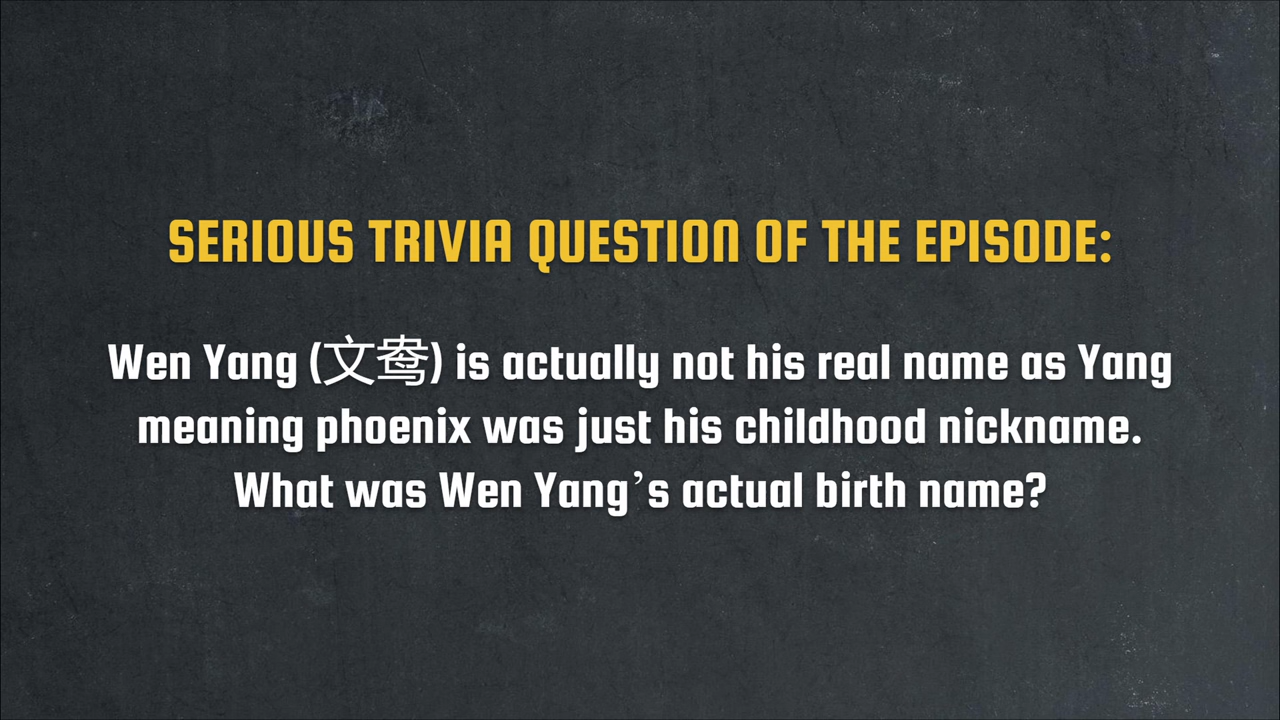 SERIOUS TRIVIA QUESTION OF THE EPISODE:
Wen Yang (文鸯) is actually not his real name as Yang
meaning phoenix was just his childhood nickname.
What was Wen Yang’s actual birth name?